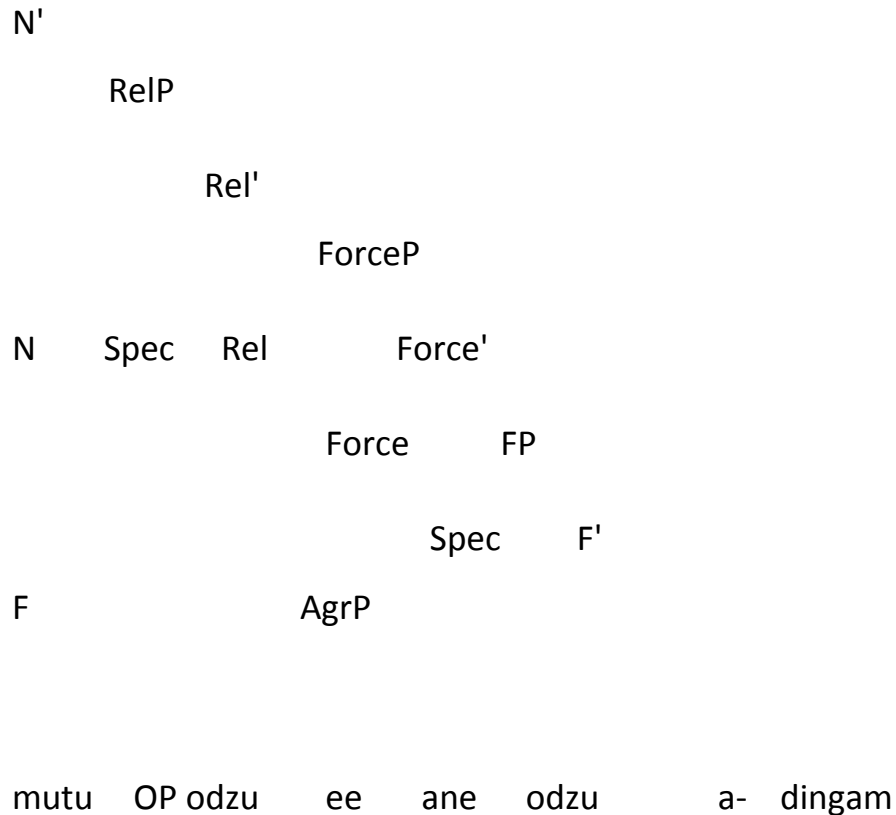 N'
RelP
Rel'
ForceP
N Spec Rel Force'
Force FP
Spec F'
F AgrP
mutu OP odzu ee ane odzu a- dingam